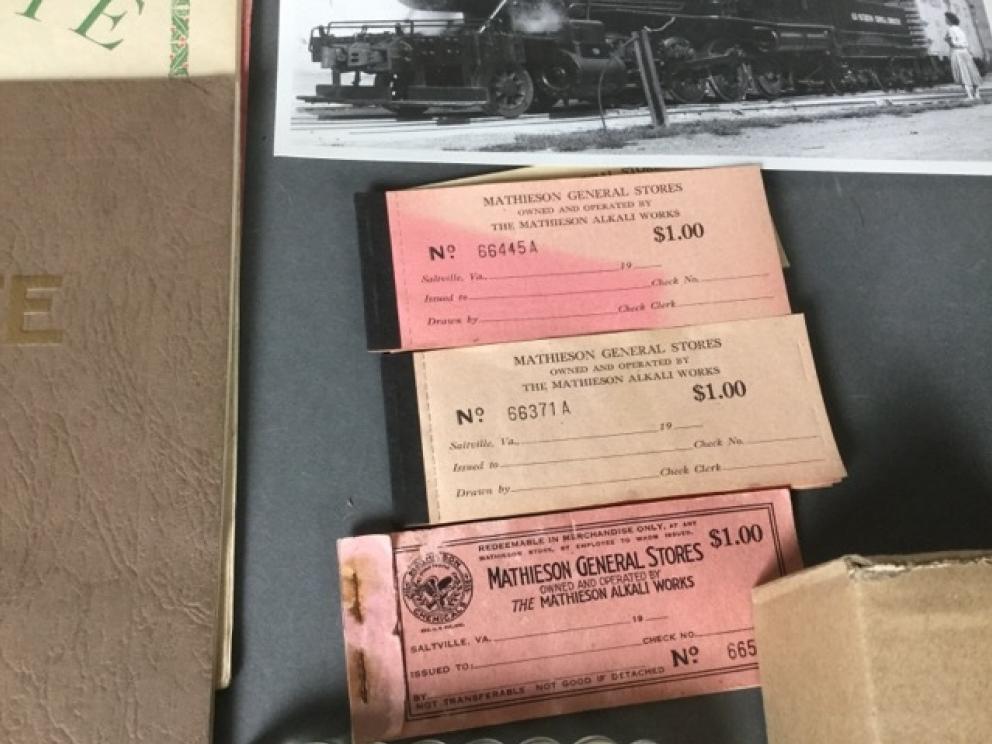 TE
TE
MATHIESON GENERAL STORES
OWNED AND OPERATED BY
THE MATHIESON ALKALI WORKS
$1.00
Nº 66445A
Saltville, Va. 19
Issued to Check No.
Drawn by Check Clerk
MATHIESON GENERAL STORES
OWNED AND OPERATED BY
THE MATHIESON ALKALI WORKS
$1.00
Nº 66371A
Saltville, Va. 19
Issued to Check No.
Drawn by Check Clerk
REDEEMABLE IN MERCHANDISE ONLY, AT ANY
MATHIESON STORE, BY EMPLOYEE TO WHOM ISSUED.
$1.00
MATHIESON GENERAL STORES
OWNED AND OPERATED BY
THE MATHIESON ALKALI WORKS
MATHIESON
CHEMICALS
SALTVILLE, VA. 19
ISSUED TO: CHECK NO.
BY Nº 665
NOT TRANSFERABLE NOT GOOD IF DETACHED